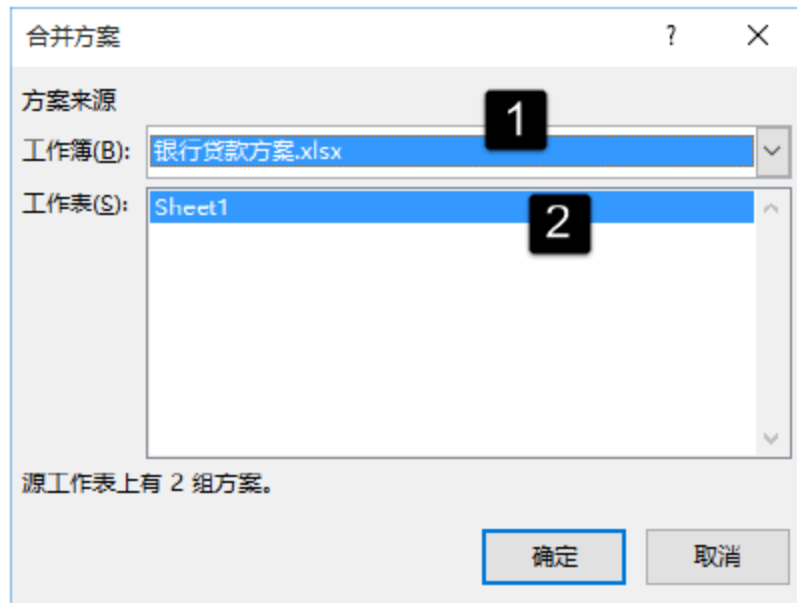 合并方案 ?
方案来源
1
工作簿(B): 银行贷款方案.xlsx
工作表(S): Sheet1
2
源工作表上有 2 组方案。
确定 取消